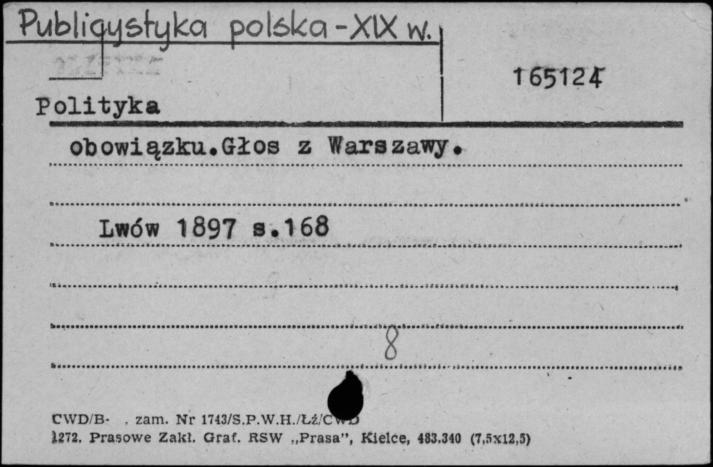 Publicystyka polska - XIX w.
165124
Polityka
obowiązku.Głos z Warszawy.
Lwów 1897 s.168
8
CWD/B- , zam. Nr 1743/S.P.W.H./Łź/CWD
1272. Prasowe Zakł. Graf. RSW „Prasa”, Kielce, 483.340 (7,5x12,5)